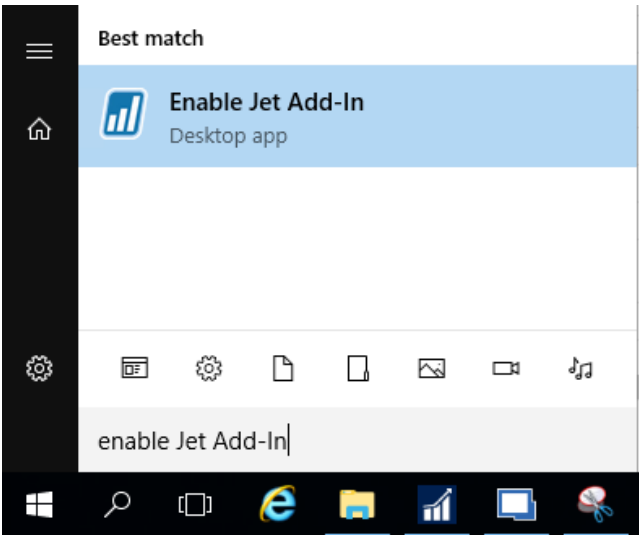 Best match
Enable Jet Add-In
Desktop app
enable Jet Add-In